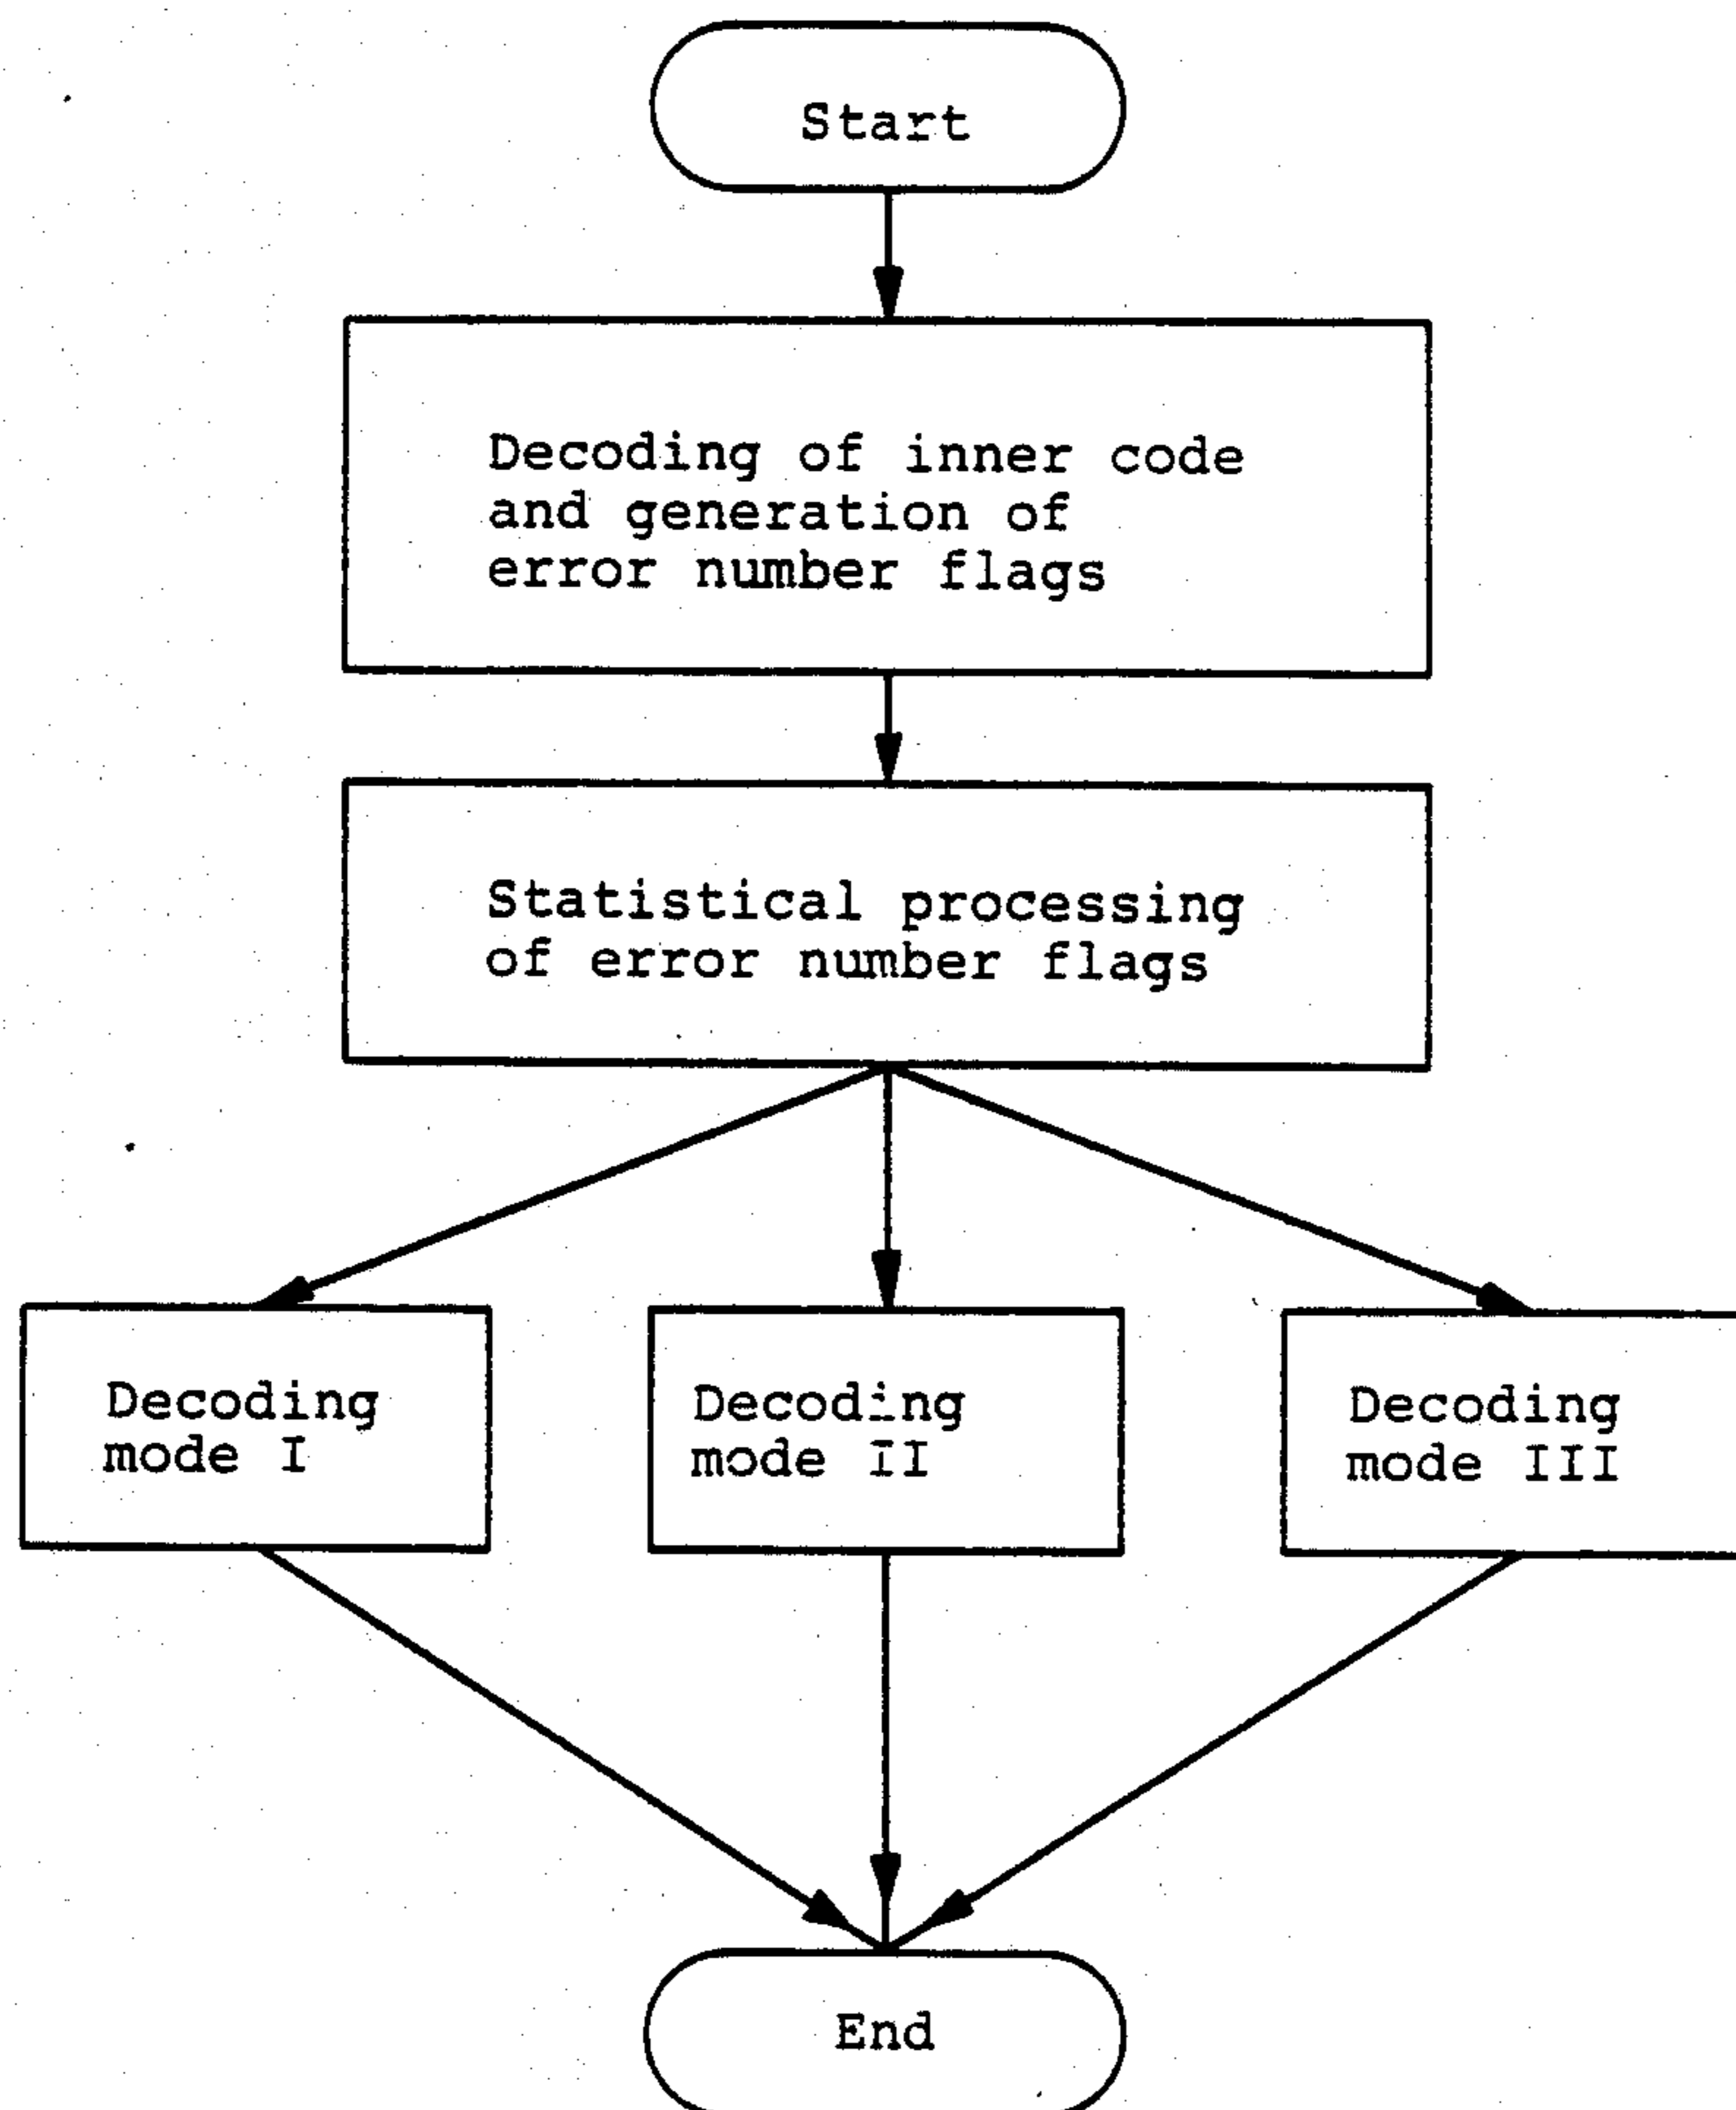 Start
Decoding of inner code
and generation of
error number flags
Statistical processing
of error number flags
Decoding
mode I
Decoding
mode II
Decoding
mode III
End